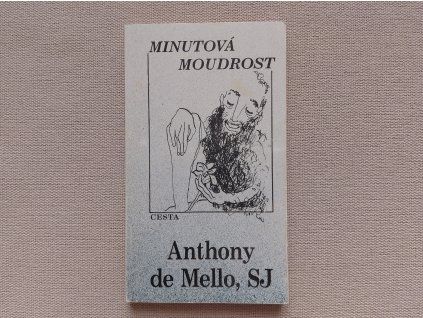 MINUTOVÁ
MOUDROST
CESTA
Anthony
de Mello, SJ